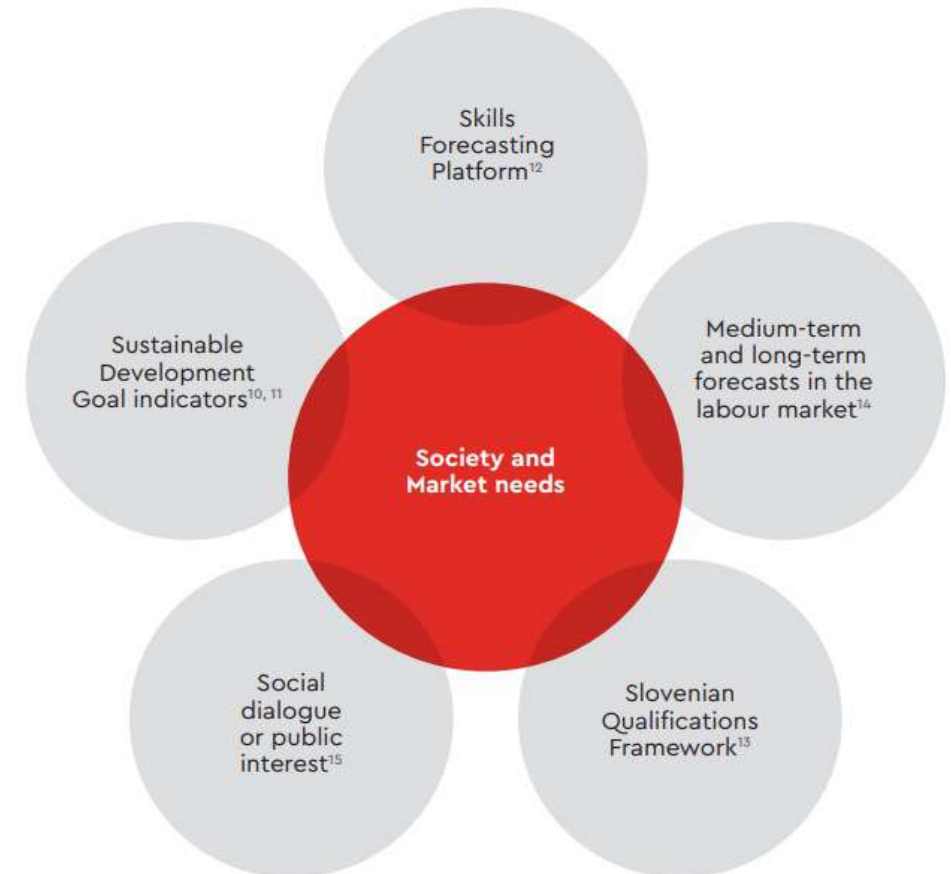 Skills
Forecasting
Platform¹²
Sustainable
Development
Goal indicators¹⁰, ¹¹
Medium-term
and long-term
forecasts in the
labour market¹⁴
Society and
Market needs
Social
dialogue
or public
interest¹⁵
Slovenian
Qualifications
Framework¹³